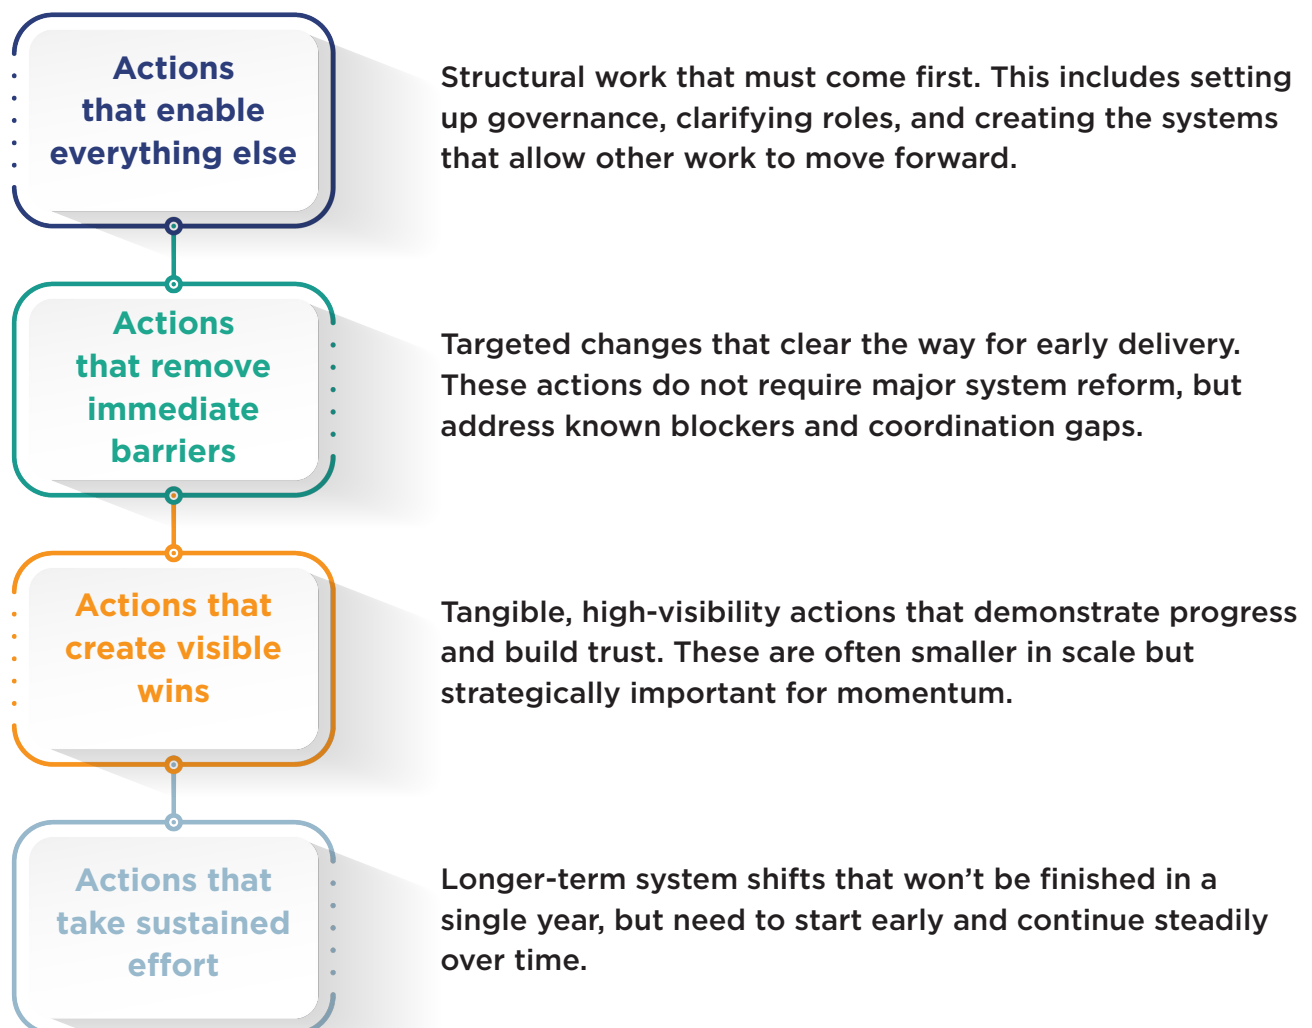 Actions
that enable
everything else
Structural work that must come first. This includes setting
up governance, clarifying roles, and creating the systems
that allow other work to move forward.
Actions
that remove
immediate
barriers
Targeted changes that clear the way for early delivery.
These actions do not require major system reform, but
address known blockers and coordination gaps.
Actions that
create visible
wins
Tangible, high-visibility actions that demonstrate progress
and build trust. These are often smaller in scale but
strategically important for momentum.
Actions that
take sustained
effort
Longer-term system shifts that won’t be finished in a
single year, but need to start early and continue steadily
over time.